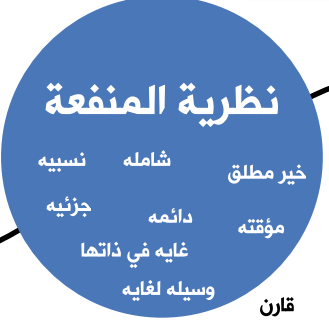 نظرية المنفعة
خير مطلق
شامله
نسبيه
مؤقته
دائمه
جزئيه
غايه في ذاتها
وسيله لغايه
قارن